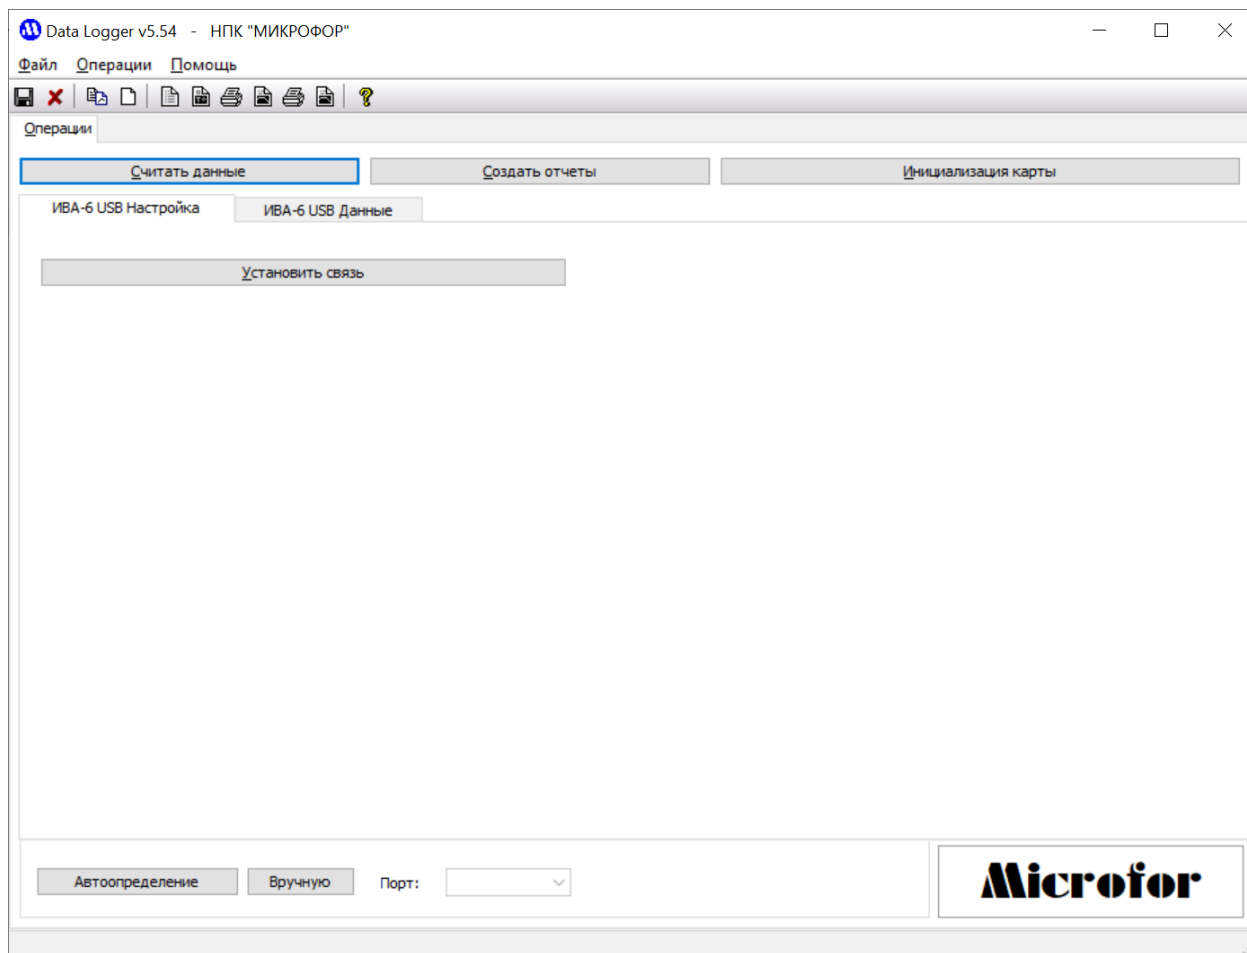 Data Logger v5.54 - НПК "МИКРОФОР"
Файл Операции Помощь
Операции
Считать данные Создать отчеты Инициализация карты
ИВА-6 USB Настройка ИВА-6 USB Данные
Установить связь
Автоопределение Вручную Порт:
Microfor